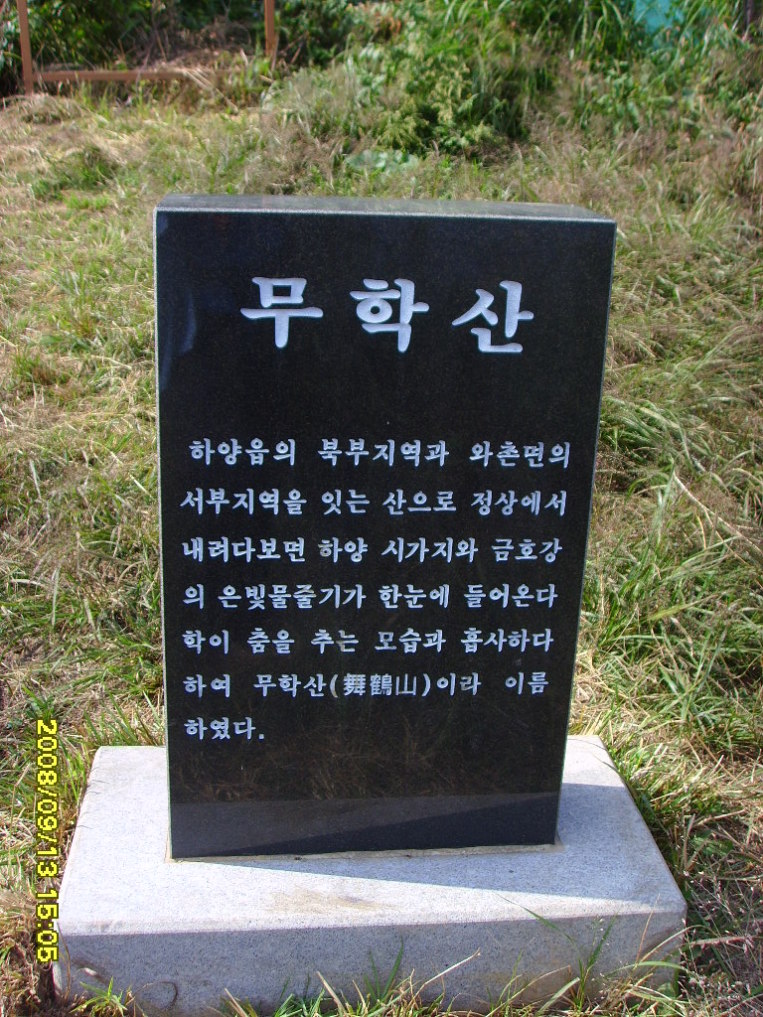 무학산
하양읍의 북부지역과 와촌면의
서부지역을 잇는 산으로 정상에서
내려다보면 하양 시가지와 금호강
의 은빛물줄기가 한눈에 들어온다
학이 춤을 추는 모습과 흡사하다
하여 무학산(舞鶴山)이라 이름
하였다.
2008/09/13 15:05